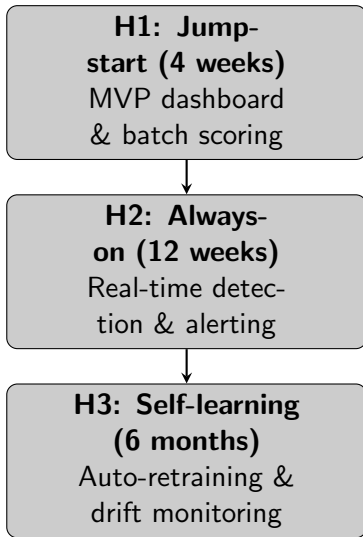 H1: Jump-
start (4 weeks)
MVP dashboard
& batch scoring
H2: Always-
on (12 weeks)
Real-time detec-
tion & alerting
H3: Self-learning
(6 months)
Auto-retraining &
drift monitoring